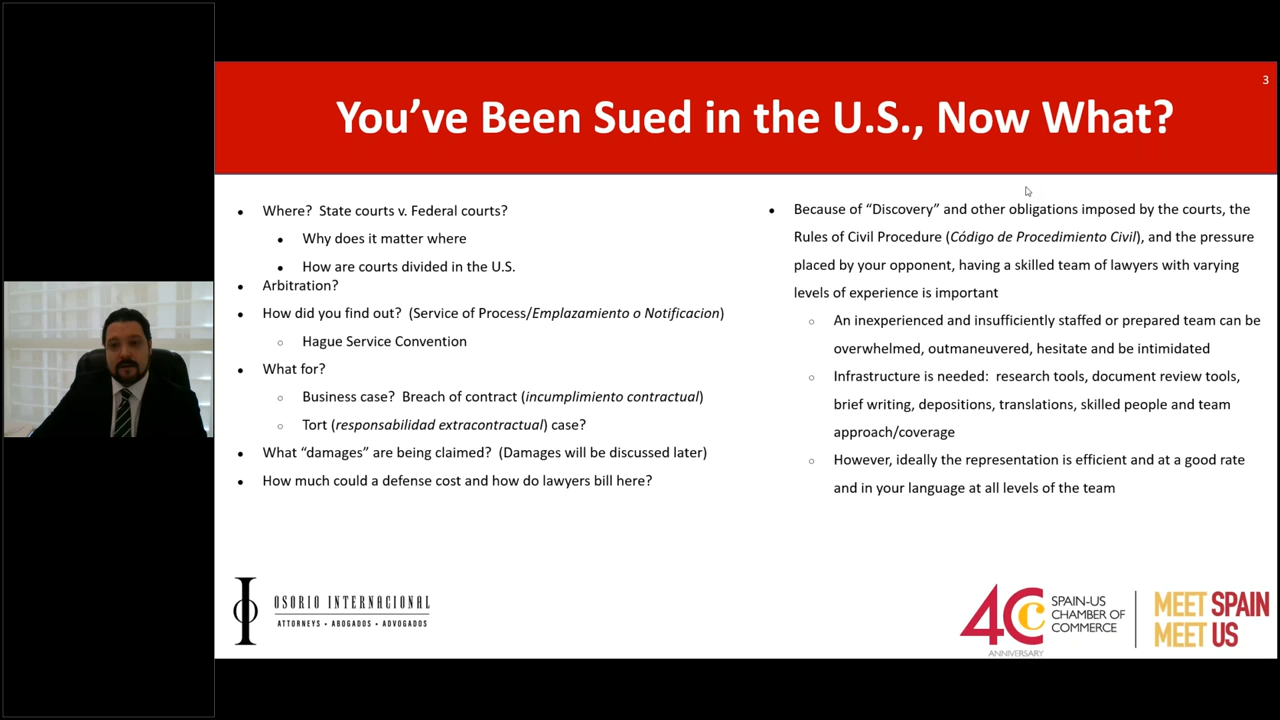 3
You’ve Been Sued in the U.S., Now What?
Where? State courts v. Federal courts?
Why does it matter where
How are courts divided in the U.S.
Arbitration?
How did you find out? (Service of Process/Emplazamiento o Notificacion)
Hague Service Convention
What for?
Business case? Breach of contract (incumplimiento contractual)
Tort (responsabilidad extracontractual) case?
What “damages” are being claimed? (Damages will be discussed later)
How much could a defense cost and how do lawyers bill here?
Because of “Discovery” and other obligations imposed by the courts, the
Rules of Civil Procedure (Código de Procedimiento Civil), and the pressure
placed by your opponent, having a skilled team of lawyers with varying
levels of experience is important
An inexperienced and insufficiently staffed or prepared team can be
overwhelmed, outmaneuvered, hesitate and be intimidated
Infrastructure is needed: research tools, document review tools,
brief writing, depositions, translations, skilled people and team
approach/coverage
However, ideally the representation is efficient and at a good rate
and in your language at all levels of the team
OSORIO INTERNACIONAL
ATTORNEYS • ABOGADOS • ADVOGADOS
4C
ANNIVERSARY
SPAIN-US
CHAMBER OF
COMMERCE
MEET SPAIN
MEET US